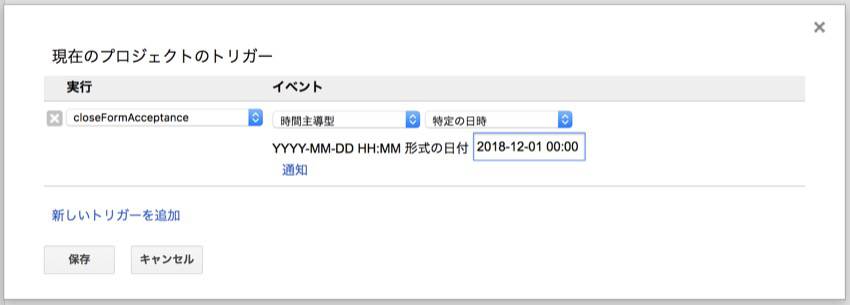 現在のプロジェクトのトリガー
実行 イベント
closeFormAcceptance 時間主導型 特定の日時
YYYY-MM-DD HH:MM 形式の日付 2018-12-01 00:00
通知
新しいトリガーを追加
保存 キャンセル